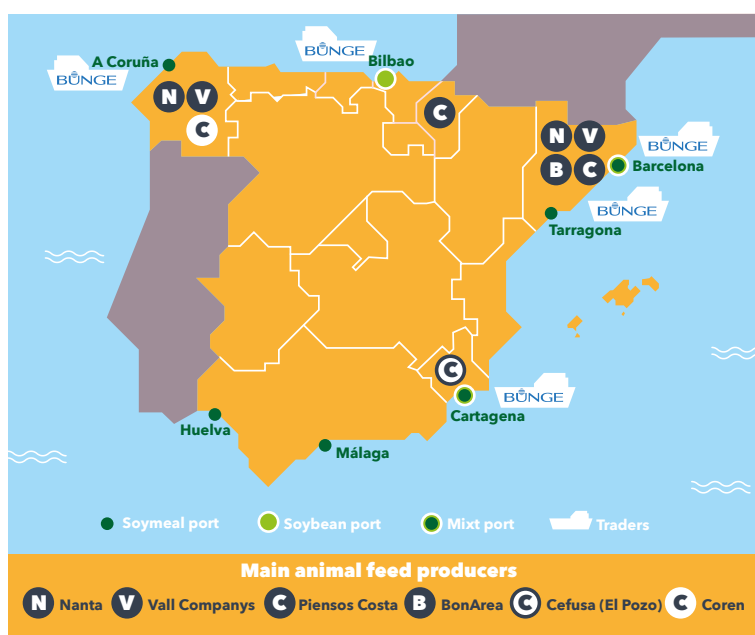 BUNGE
Bilbao
A Coruña
BUNGE
N V
C
C
N V
B C
BUNGE
Barcelona
BUNGE
Tarragona
C
BUNGE
Cartagena
Huelva
Málaga
Soymeal port
Soybean port
Mixt port
Traders
Main animal feed producers
N Nanta
V Vall Companys
C Piensos Costa
B BonArea
C Cefusa (El Pozo)
C Coren